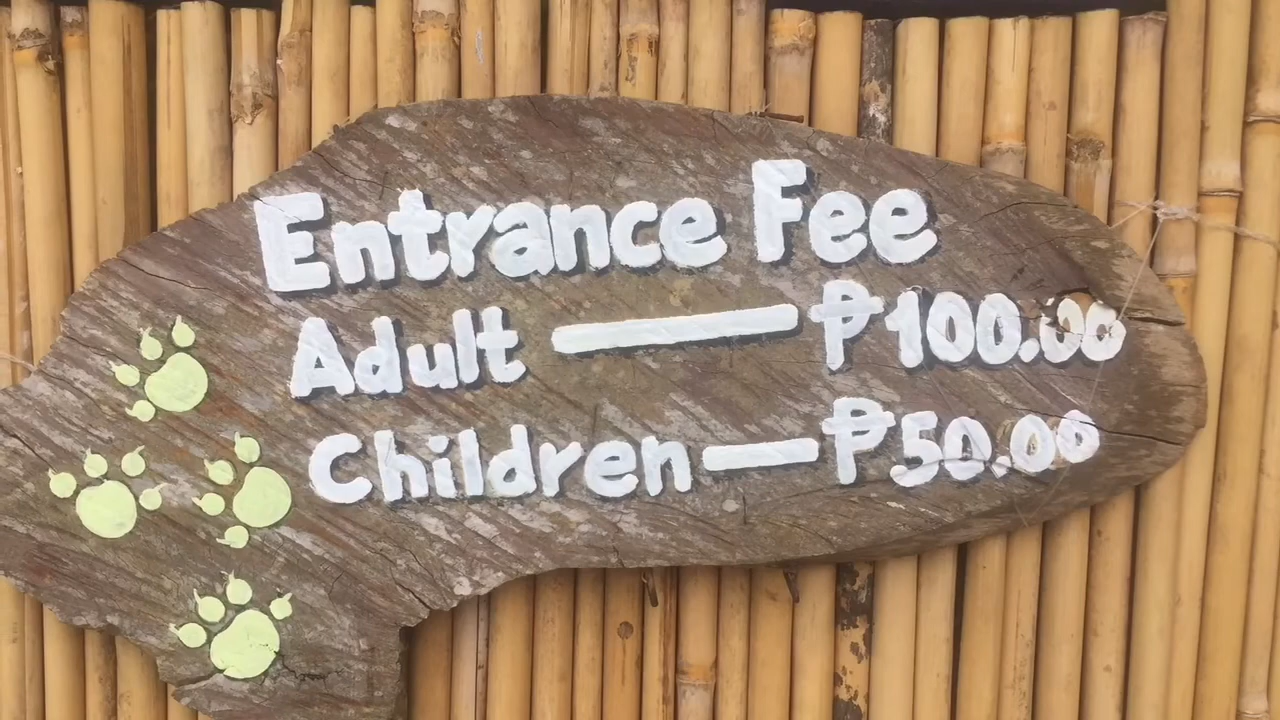 Entrance Fee
Adult — ₱100.00
Children — ₱50.00